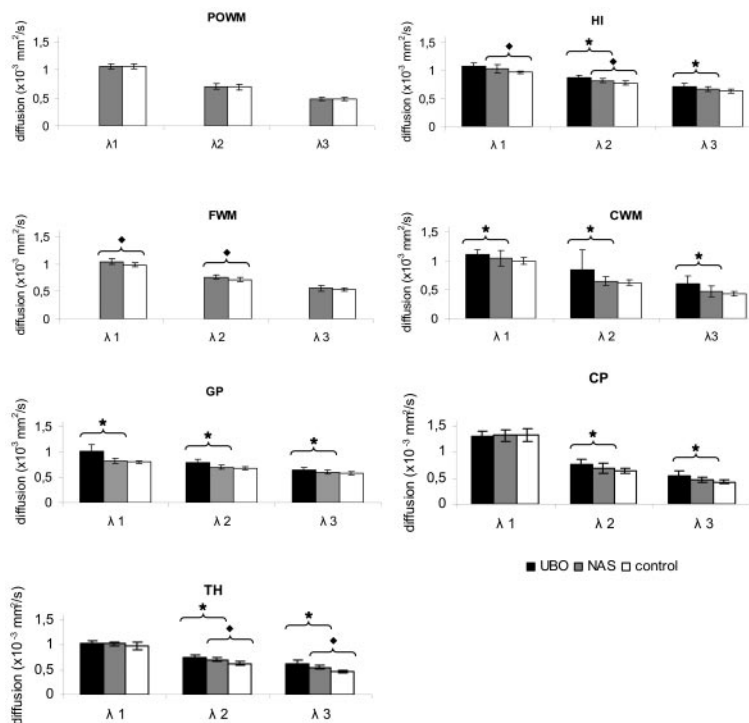 POWM
diffusion (x10⁻³ mm²/s)
1,5
1
0,5
0
λ1
λ2
λ3
HI
diffusion (x10⁻³ mm²/s)
1,5
1
0,5
0
◆
*
◆
*
λ 1
λ 2
λ 3
FWM
diffusion (x10⁻³ mm²/s)
1,5
1
0,5
0
◆
◆
λ 1
λ 2
λ 3
CWM
diffusion (x10⁻³ mm²/s)
1,5
1
0,5
0
*
*
*
λ 1
λ 2
λ3
GP
diffusion (x10⁻³ mm²/s)
1,5
1
0,5
0
*
*
*
λ 1
λ 2
λ 3
CP
diffusion (x10⁻³ mm²/s)
1,5
1
0,5
0
*
*
λ 1
λ 2
λ 3
UBO NAS control
TH
diffusion (x10⁻³ mm²/s)
1,5
1
0,5
0
*
◆
*
◆
λ 1
λ 2
λ 3